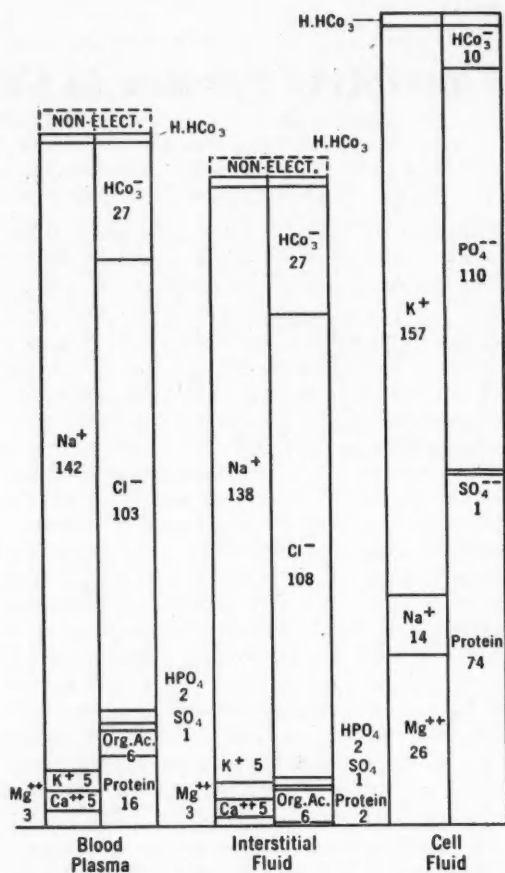 NON-ELECT.
H.HCo₃
HCo₃⁻
27
Na⁺
142
Cl⁻
103
HPO₄
2
SO₄
1
Org.Ac.
6
K⁺ 5
Mg⁺⁺
3
Ca⁺⁺ 5
Protein
16
Blood
Plasma
NON-ELECT.
H.HCo₃
HCo₃⁻
27
Na⁺
138
Cl⁻
108
HPO₄
2
SO₄
1
K⁺ 5
Mg⁺⁺
3
Ca⁺⁺ 5
Org.Ac.
6
Protein
2
Interstitial
Fluid
H.HCo₃
HCo₃⁻
10
K⁺
157
PO₄⁻⁻
110
SO₄⁻⁻
1
Na⁺
14
Protein
74
Mg⁺⁺
26
Cell
Fluid